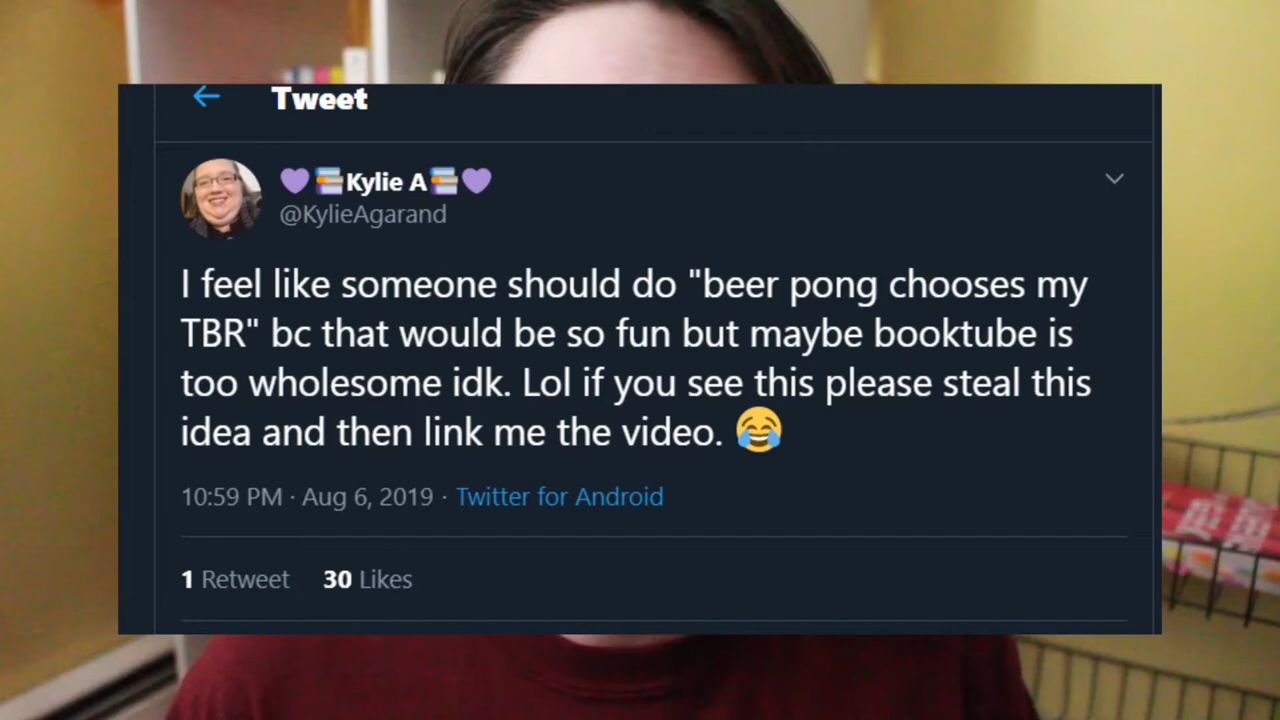 Tweet
💜📚Kylie A📚💜
@KylieAgarand
I feel like someone should do "beer pong chooses my
TBR" bc that would be so fun but maybe booktube is
too wholesome idk. Lol if you see this please steal this
idea and then link me the video. 😂
10:59 PM · Aug 6, 2019 · Twitter for Android
1 Retweet 30 Likes